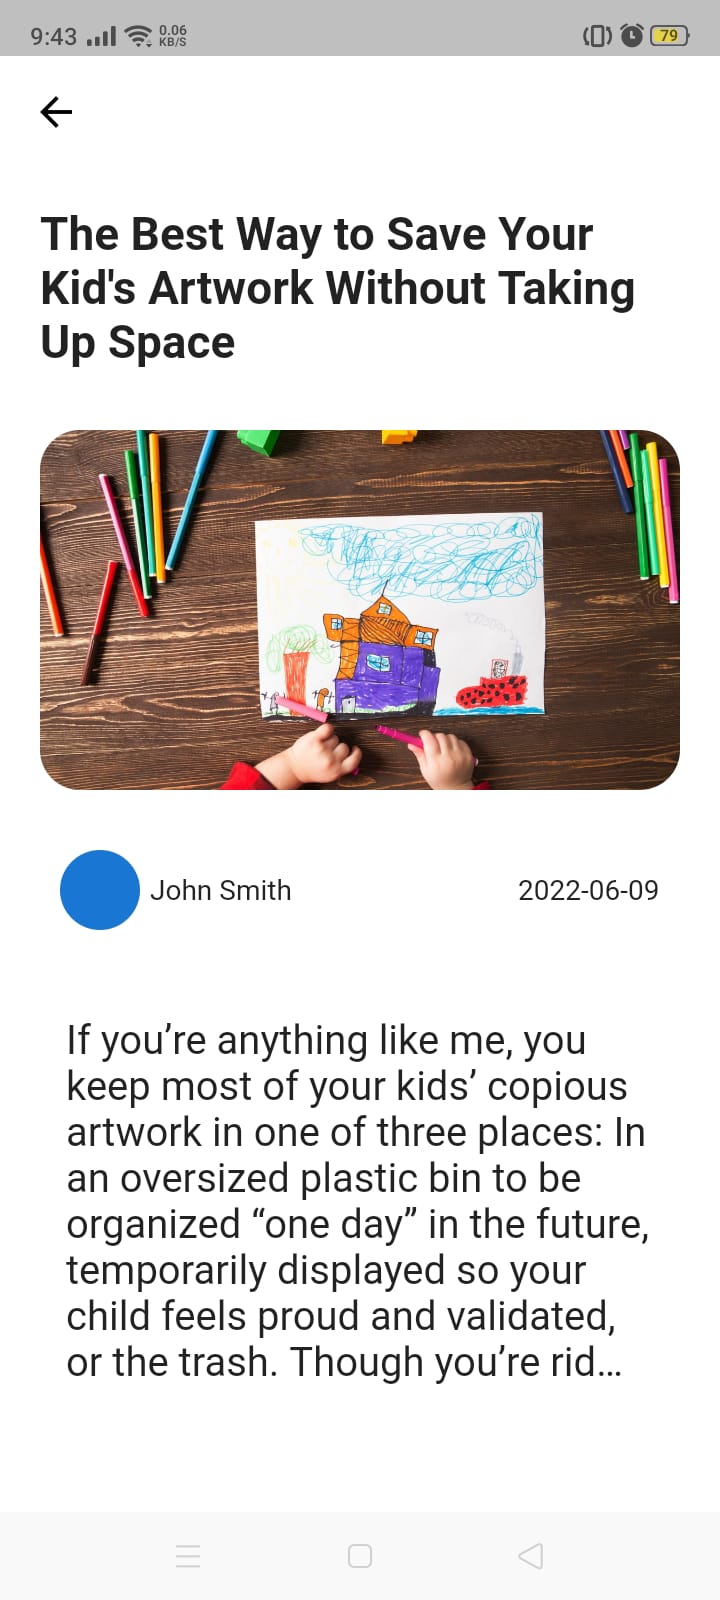 9:43 0.06 KB/S 79
The Best Way to Save Your
Kid's Artwork Without Taking
Up Space
John Smith 2022-06-09
If you’re anything like me, you
keep most of your kids’ copious
artwork in one of three places: In
an oversized plastic bin to be
organized “one day” in the future,
temporarily displayed so your
child feels proud and validated,
or the trash. Though you’re rid...